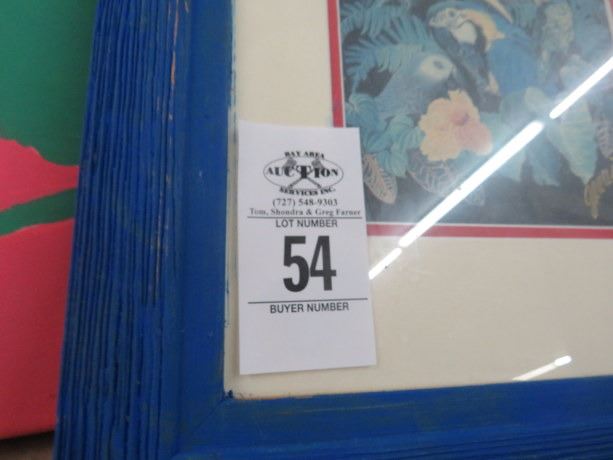 BAY AREA
AUCTION
SERVICES INC.
(727) 548-9303
Tom, Shondra & Greg Farner
LOT NUMBER
54
BUYER NUMBER